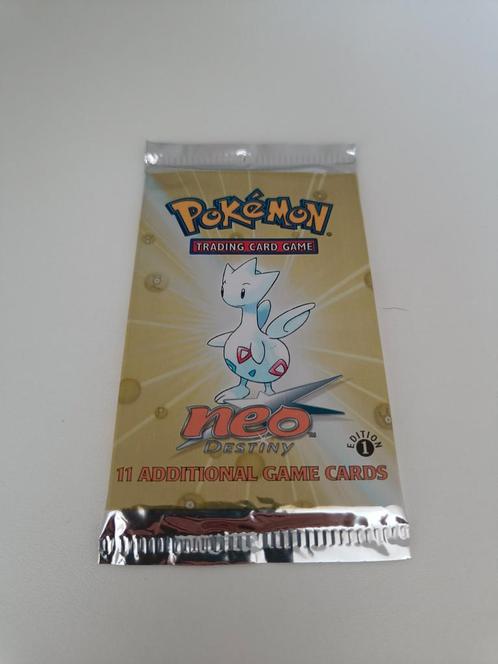 POKéMON
TRADING CARD GAME
neo
DESTINY
EDITION
1
11 ADDITIONAL GAME CARDS